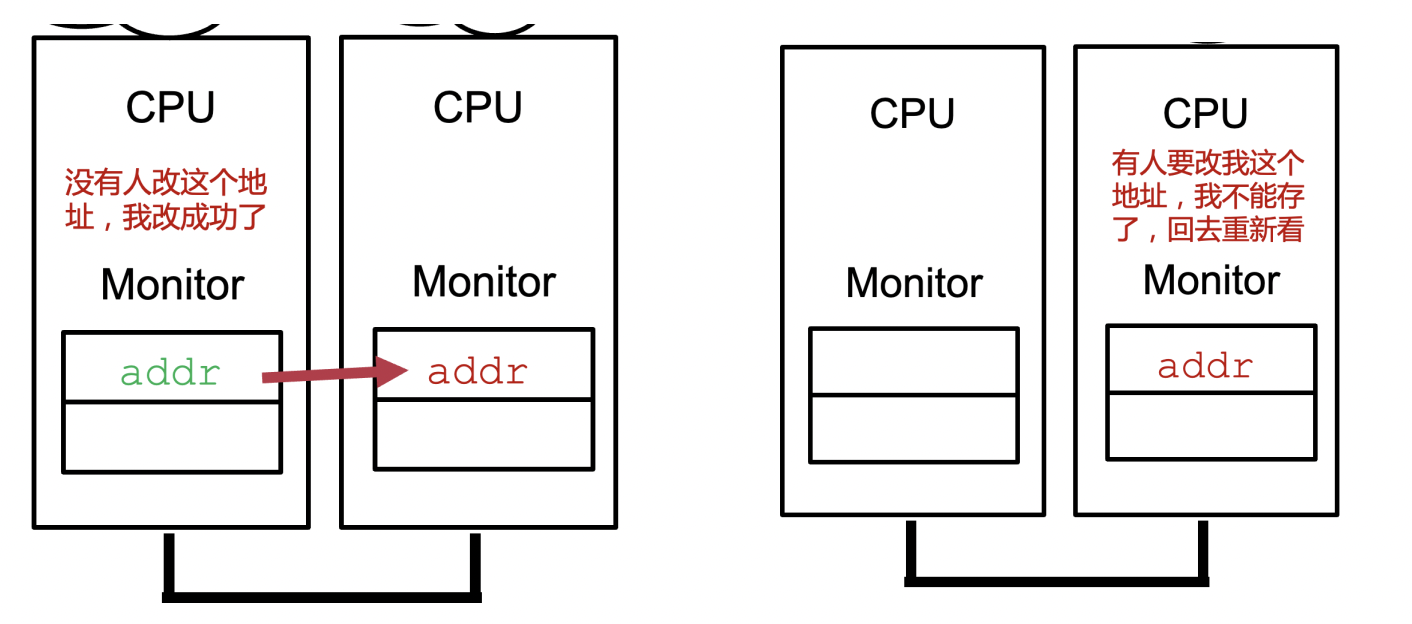 CPU
没有人改这个地
址，我改成功了
Monitor
addr
CPU
Monitor
addr
CPU
Monitor
CPU
有人要改我这个
地址，我不能存
了，回去重新看
Monitor
addr